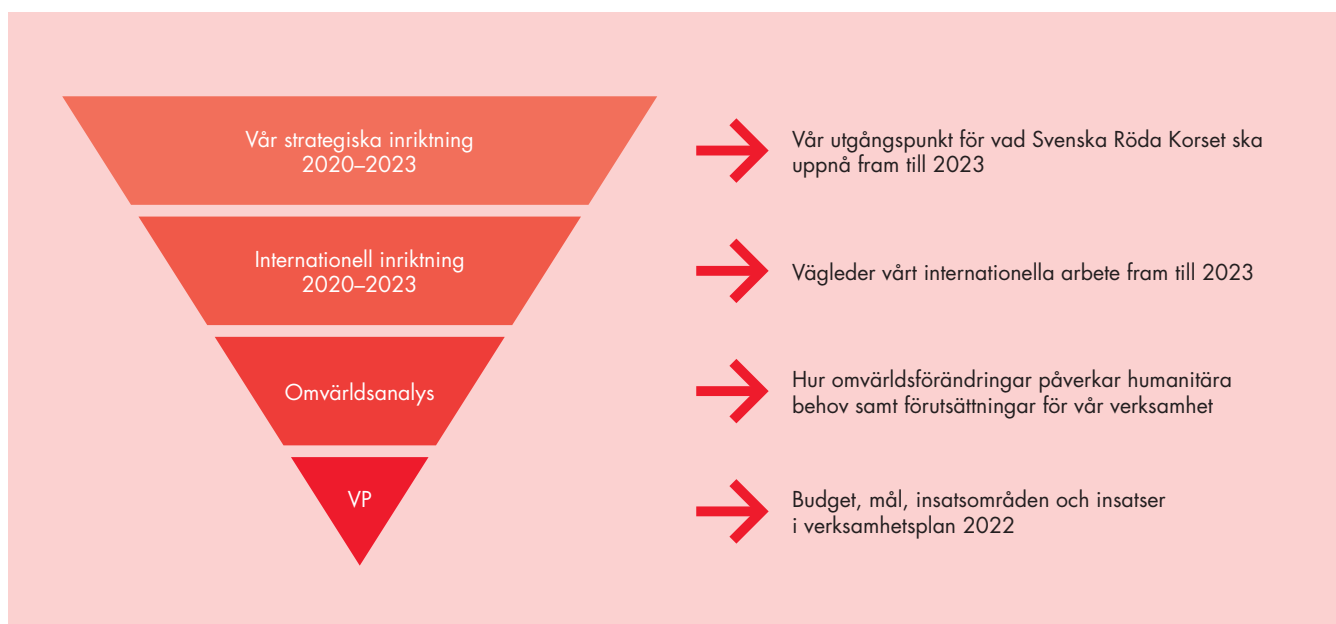 Vår strategiska inriktning
2020–2023
Vår utgångspunkt för vad Svenska Röda Korset ska
uppnå fram till 2023
Internationell inriktning
2020–2023
Vägleder vårt internationella arbete fram till 2023
Omvärldsanalys
Hur omvärldsförändringar påverkar humanitära
behov samt förutsättningar för vår verksamhet
VP
Budget, mål, insatsområden och insatser
i verksamhetsplan 2022